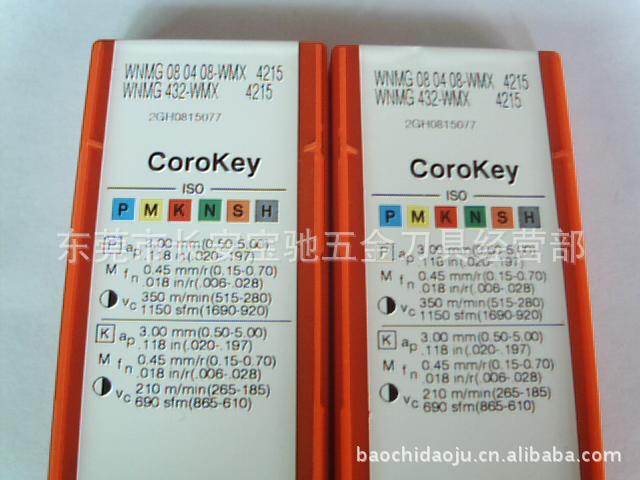 WNMG 08 04 08-WMX 4215
WNMG 432-WMX 4215
2GH0815077
CoroKey
ISO
P M K N S H
P ap 3.00 mm(0.50-5.00)
.118 in(.020-.197)
M fn 0.45 mm/r(0.15-0.70)
.018 in/r(.006-.028)
vc 350 m/min(515-280)
1150 sfm(1690-920)
K ap 3.00 mm(0.50-5.00)
.118 in(.020-.197)
M fn 0.45 mm/r(0.15-0.70)
.018 in/r(.006-.028)
vc 210 m/min(265-185)
690 sfm(865-610)
WNMG 08 04 08-WMX 4215
WNMG 432-WMX 4215
2GH0815077
CoroKey
ISO
P M K N S H
P ap 3.00 mm(0.50-5.00)
.118 in(.020-.197)
M fn 0.45 mm/r(0.15-0.70)
.018 in/r(.006-.028)
vc 350 m/min(515-280)
1150 sfm(1690-920)
K ap 3.00 mm(0.50-5.00)
.118 in(.020-.197)
M fn 0.45 mm/r(0.15-0.70)
.018 in/r(.006-.028)
vc 210 m/min(265-185)
690 sfm(865-610)
东莞市长安宝驰五金刀具经营部
baochidaoju.cn.alibaba.com